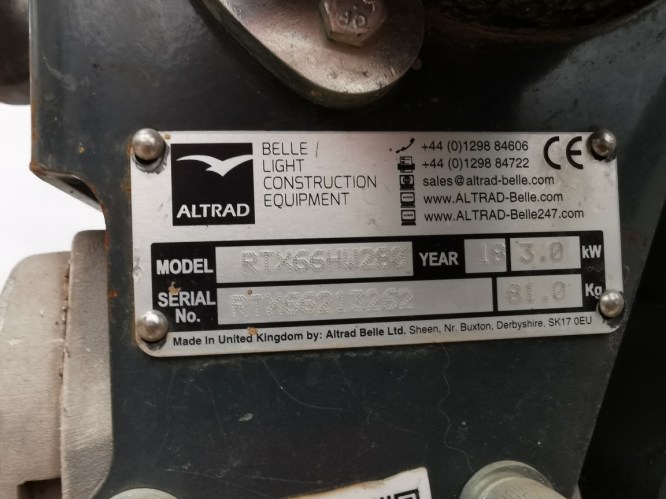 BELLE /
LIGHT
CONSTRUCTION
EQUIPMENT
ALTRAD
+44 (0)1298 84606
+44 (0)1298 84722
sales@altrad-belle.com
www.ALTRAD-Belle.com
www.ALTRAD-Belle247.com
CE
MODEL RTX66HW280 YEAR 18 3.0 kW
SERIAL No. 81.0 Kg
Made in United Kingdom by: Altrad Belle Ltd. Sheen, Nr. Buxton, Derbyshire. SK17 0EU